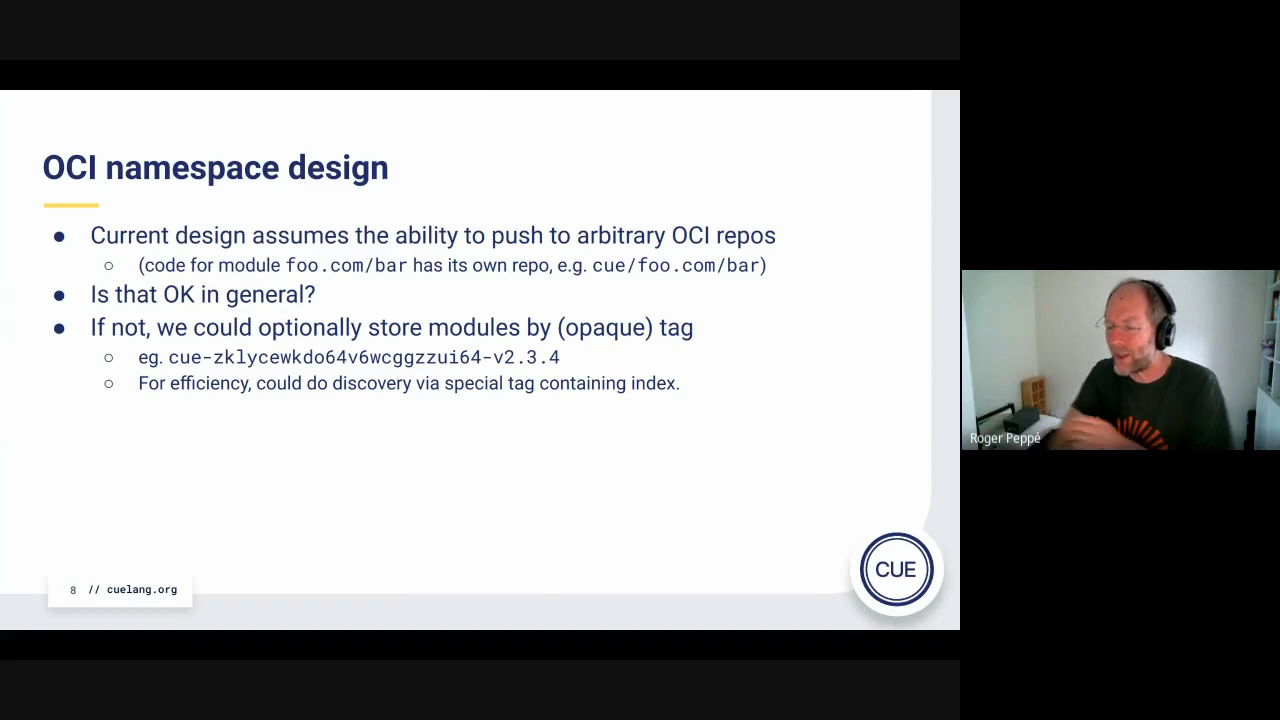 OCI namespace design
● Current design assumes the ability to push to arbitrary OCI repos
○ (code for module foo.com/bar has its own repo, e.g. cue/foo.com/bar)
● Is that OK in general?
● If not, we could optionally store modules by (opaque) tag
○ eg. cue-zklycewkdo64v6wcggzzui64-v2.3.4
○ For efficiency, could do discovery via special tag containing index.
Roger Peppé
CUE
8 // cuelang.org